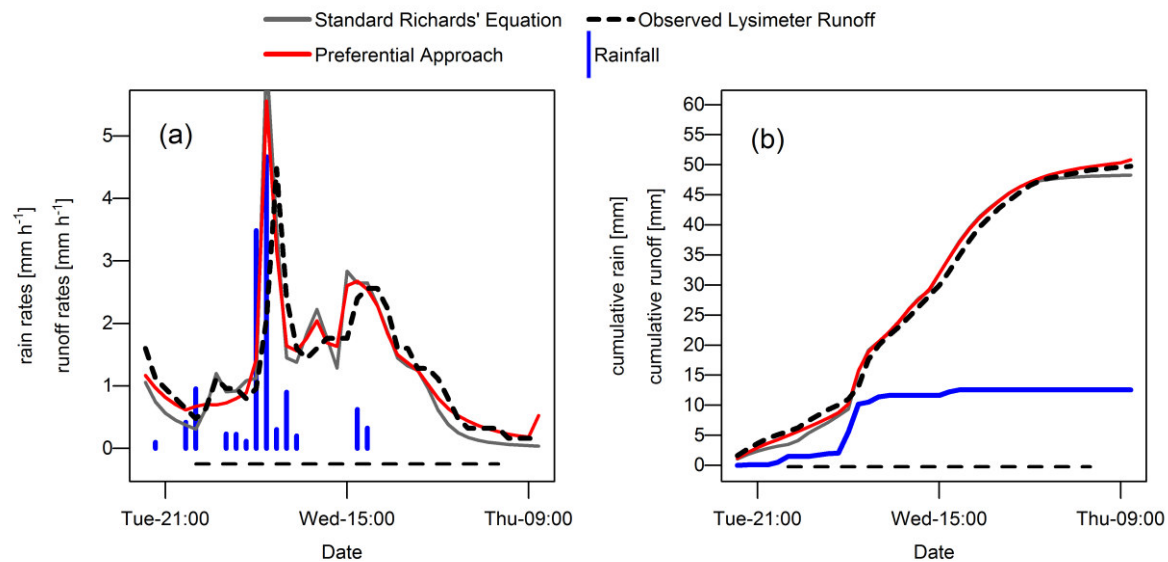 Standard Richards' Equation
Observed Lysimeter Runoff
Preferential Approach
Rainfall
(a)
rain rates [mm h⁻¹]
runoff rates [mm h⁻¹]
5
4
3
2
1
0
Tue-21:00 Wed-15:00 Thu-09:00
Date
(b)
cumulative rain [mm]
cumulative runoff [mm]
60
55
50
45
40
35
30
25
20
15
10
5
0
Tue-21:00 Wed-15:00 Thu-09:00
Date